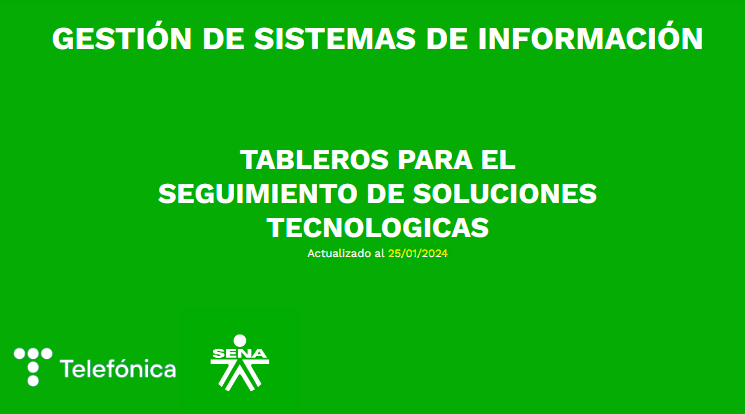 GESTIÓN DE SISTEMAS DE INFORMACIÓN
TABLEROS PARA EL
SEGUIMIENTO DE SOLUCIONES
TECNOLOGICAS
Actualizado al 25/01/2024
Telefónica
SENA